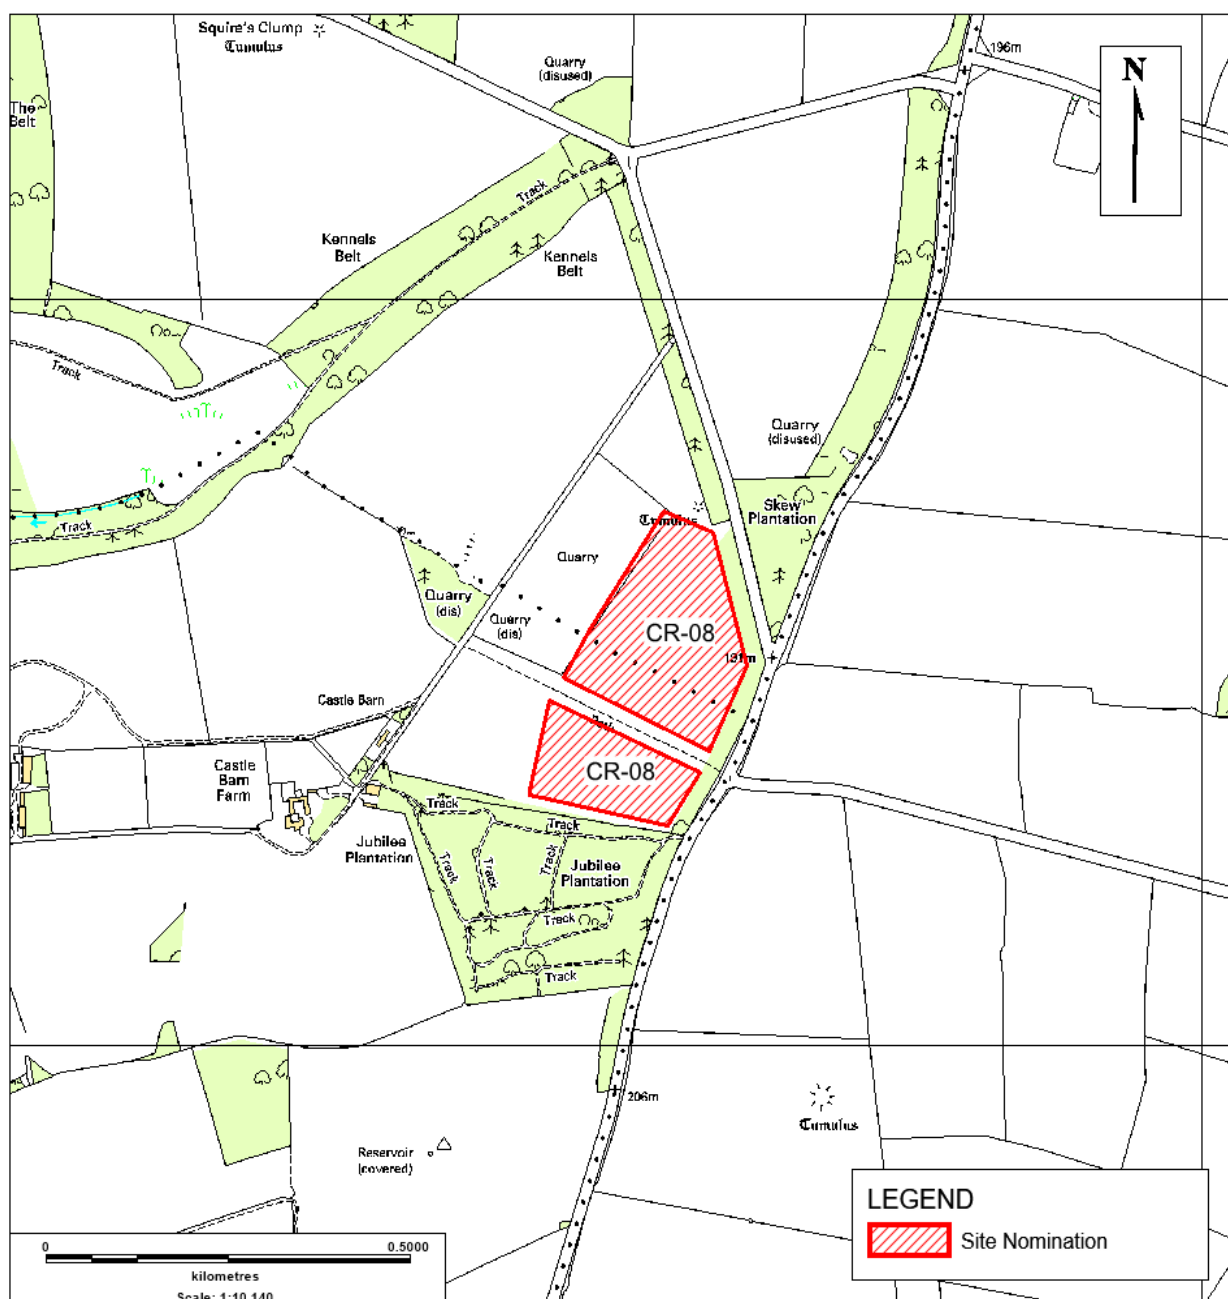 Squire's Clump
Tumulus
196m
N
Quarry
(disused)
The
Belt
Track
Kennels
Belt
Kennels
Belt
Track
Quarry
(disused)
Skew
Plantation
Tumulus
Track
Quarry
Quarry
(dis)
Quarry
(dis)
CR-08
191m
Castle Barn
Castle
Barn
Farm
CR-08
Track
Track
Jubilee
Plantation
Track
Track
Track
Jubilee
Plantation
Track
Track
206m
Tumulus
Reservoir
(covered)
LEGEND
Site Nomination
0
0.5000
kilometres
Scale: 1:10,140